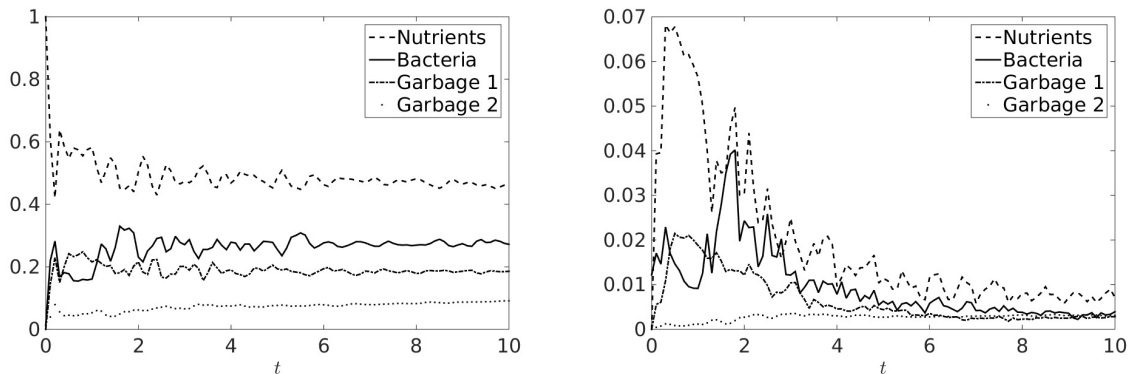 1
0.8
0.6
0.4
0.2
0
0 2 4 6 8 10
t
Nutrients
Bacteria
Garbage 1
Garbage 2
0.07
0.06
0.05
0.04
0.03
0.02
0.01
0
0 2 4 6 8 10
t
Nutrients
Bacteria
Garbage 1
Garbage 2